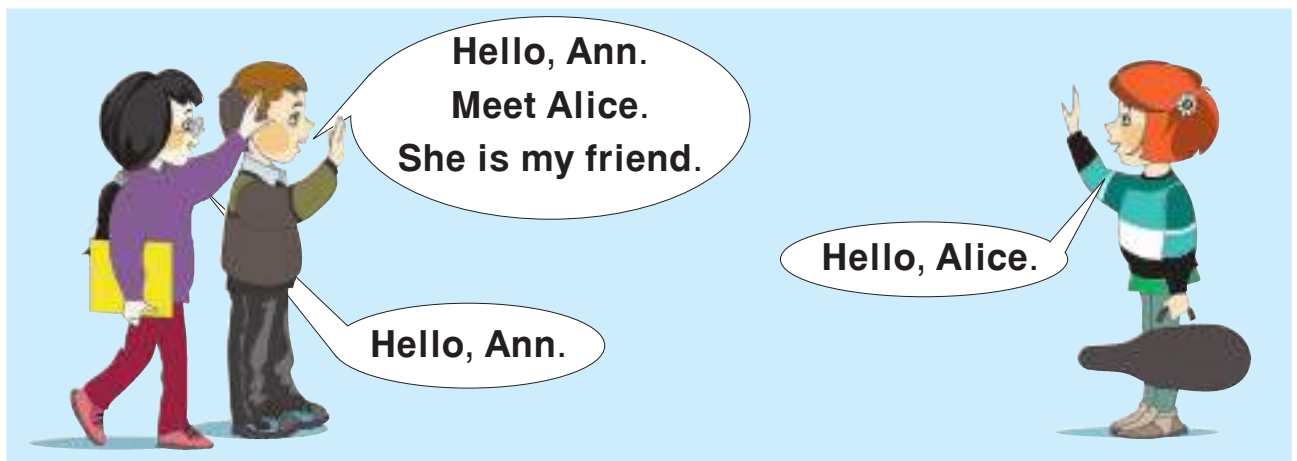 Hello, Ann.
Meet Alice.
She is my friend.
Hello, Alice.
Hello, Ann.